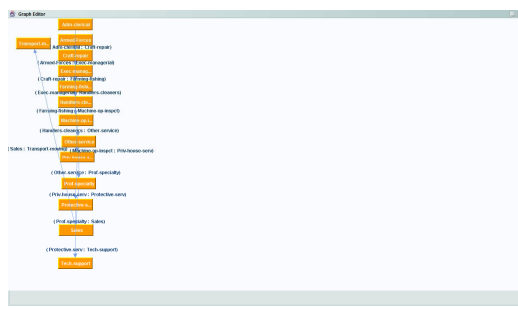 Graph Editor
Adm-clerical
Armed-Forces
Transport-m...
( Adm-clerical : Craft-repair)
Craft-repair
( Armed-Forces : Exec-managerial)
Exec-manag...
( Craft-repair : Farming-fishing)
Farming-fishi...
( Exec-managerial : Handlers-cleaners)
Handlers-cle...
( Farming-fishing : Machine-op-inspct)
Machine-op-i...
( Handlers-cleaners : Other-service)
Other-service
( Sales : Transport-moving)
( Machine-op-inspct : Priv-house-serv)
Priv-house-s...
( Other-service : Prof-specialty)
Prof-specialty
( Priv-house-serv : Protective-serv)
Protective-s...
( Prof-specialty : Sales)
Sales
( Protective-serv : Tech-support)
Tech-support